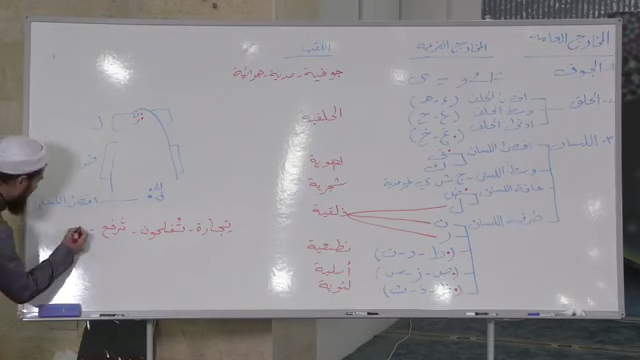 المخارج العامة المخارج الفرعية اللقب
١- الجوف ـَا ـُو ـِي جوفية - مدية - هوائية
٢- الحلق أقصى الحلق (ء - هـ) الحلقية
وسط الحلق (ع - ح)
أدنى الحلق (غ - خ)
٣- اللسان أقصى اللسان ق ك لهوية
وسط اللسان ج ش ي غير مدية شجرية
حافة اللسان ض ل
طرف اللسان ن ر ذلقية
(ط - د - ت) نطعية
(ص - ز - س) أسلية
(ظ - ذ - ث) لثوية
ل
ض
ك
ق
أقصى اللسان
تجارة - تفلحون - ترفع -